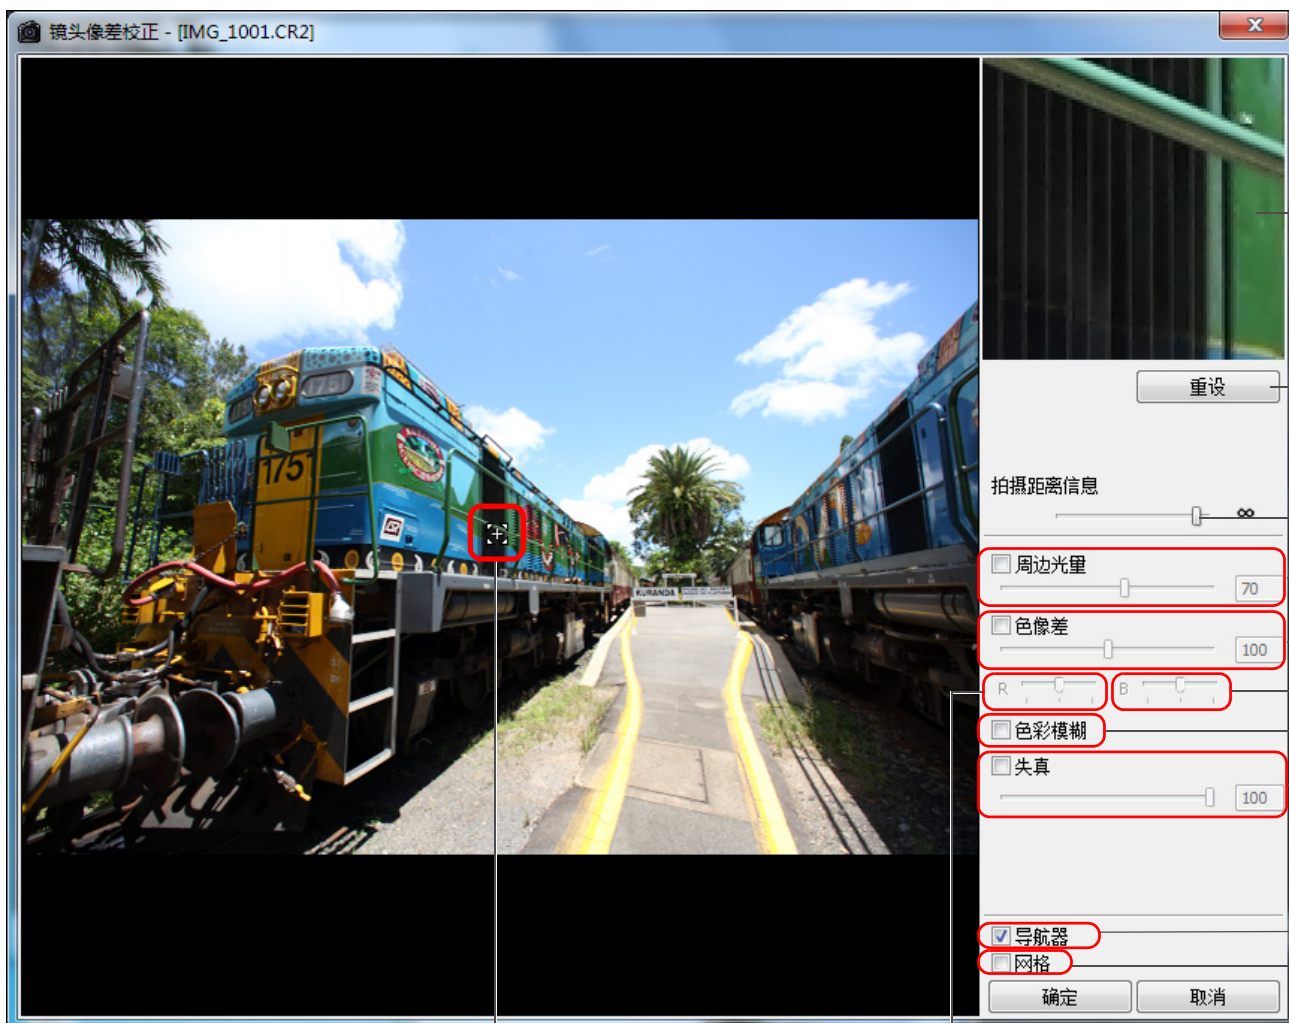 镜头像差校正 - [IMG_1001.CR2]
重设
拍摄距离信息
∞
周边光量
70
色像差
100
R
B
色彩模糊
失真
100
导航器
网格
确定
取消
175
175
KURANDA